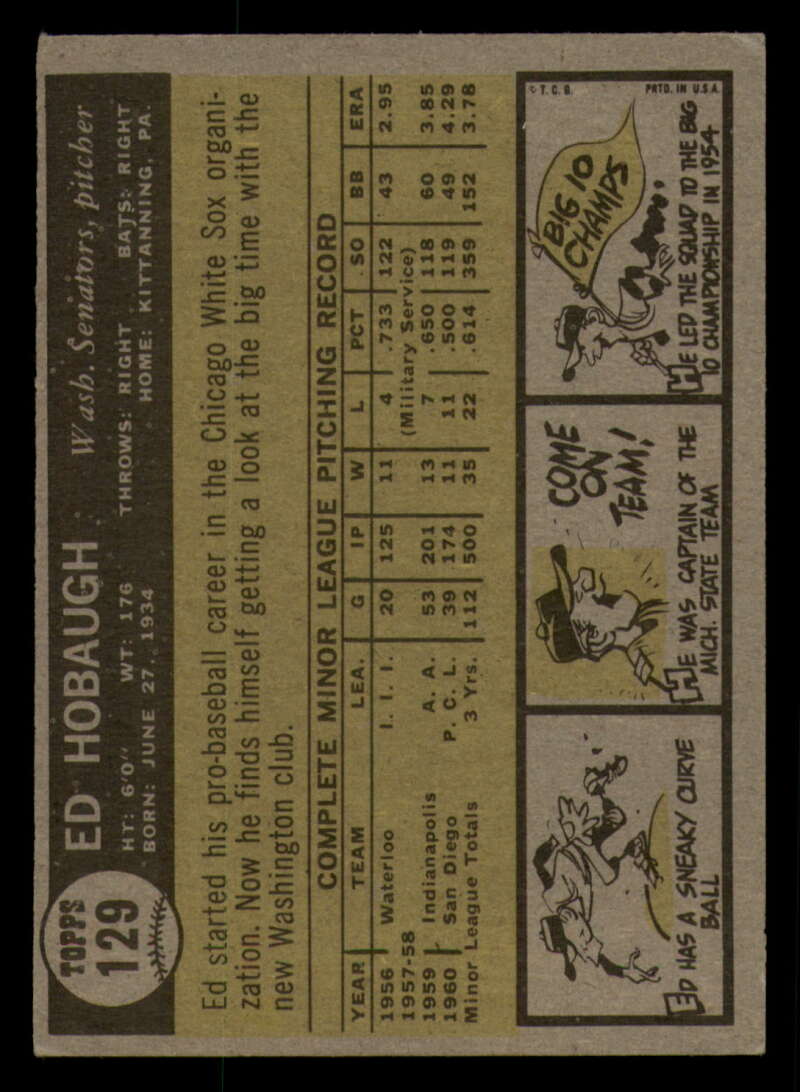 TOPPS
129
ED HOBAUGH Wash. Senators, pitcher
HT: 6'0" WT: 176 THROWS: RIGHT BATS: RIGHT
BORN: JUNE 27, 1934 HOME: KITTANNING, PA.
Ed started his pro-baseball career in the Chicago White Sox organi-
zation. Now he finds himself getting a look at the big time with the
new Washington club.
COMPLETE MINOR LEAGUE PITCHING RECORD
YEAR TEAM LEA. G IP W L PCT SO BB ERA
1956 Waterloo I. I. I. 20 125 11 4 .733 122 43 2.95
1957-58 (Military Service)
1959 Indianapolis A. A. 53 201 13 7 .650 118 60 3.85
1960 San Diego P. C. L. 39 174 11 11 .500 119 49 4.29
Minor League Totals 3 Yrs. 112 500 35 22 .614 359 152 3.78
ED HAS A SNEAKY CURVE
BALL
COME
ON
TEAM!
HE WAS CAPTAIN OF THE
MICH. STATE TEAM
© T. C. G. PRTD. IN U.S.A.
BIG 10
CHAMPS
HE LED THE SQUAD TO THE BIG
10 CHAMPIONSHIP IN 1954